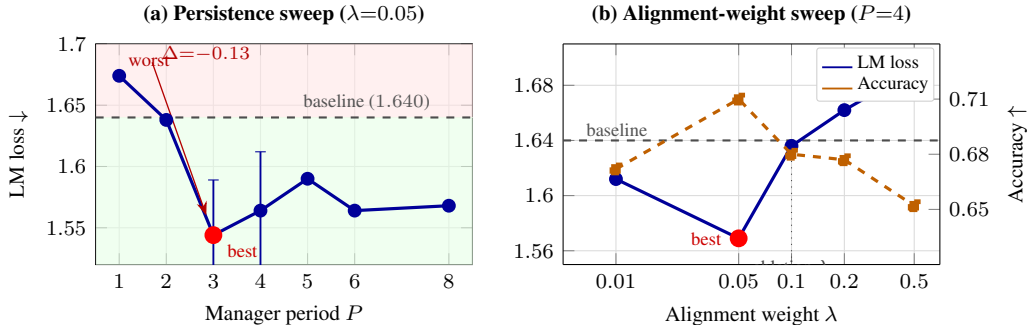 (a) Persistence sweep (λ=0.05)
LM loss ↓
1.7
1.65
1.6
1.55
worst
Δ=−0.13
baseline (1.640)
best
1 2 3 4 5 6 8
Manager period P
(b) Alignment-weight sweep (P=4)
1.68
1.64
1.6
1.56
LM loss
Accuracy
baseline
best
0.71
0.68
0.65
Accuracy ↑
0.01 0.05 0.1 0.2 0.5
Alignment weight λ